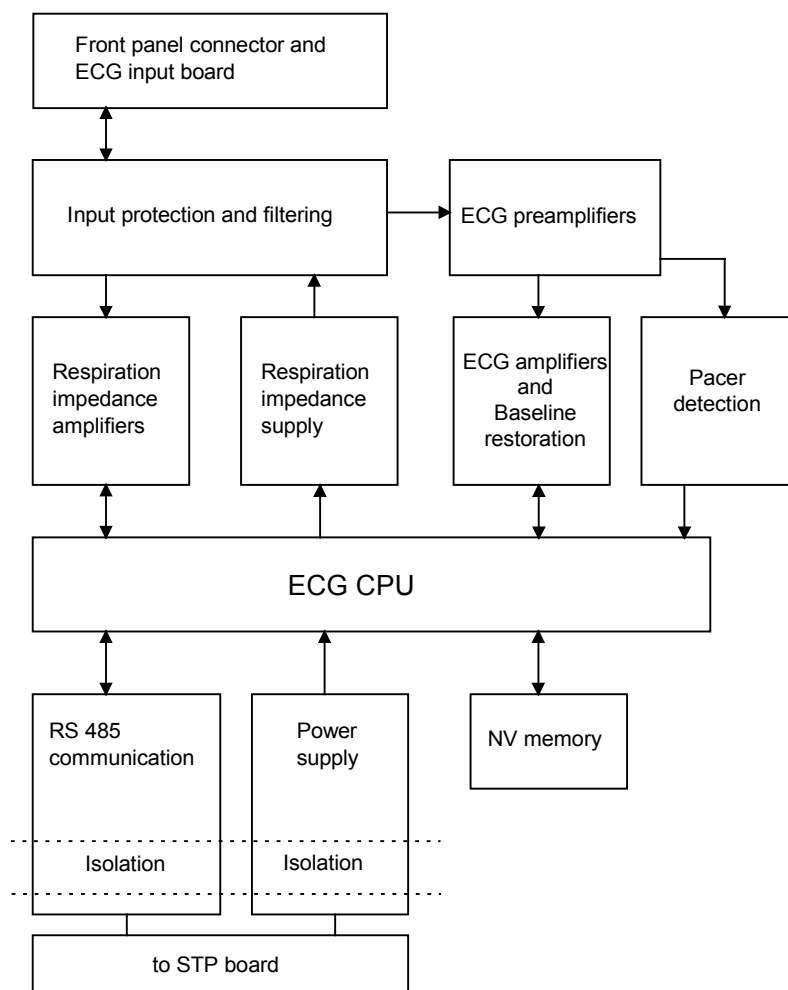 Front panel connector and
ECG input board
Input protection and filtering
ECG preamplifiers
Respiration
impedance
amplifiers
Respiration
impedance
supply
ECG amplifiers
and
Baseline
restoration
Pacer
detection
ECG CPU
RS 485
communication
Power
supply
NV memory
Isolation
Isolation
to STP board